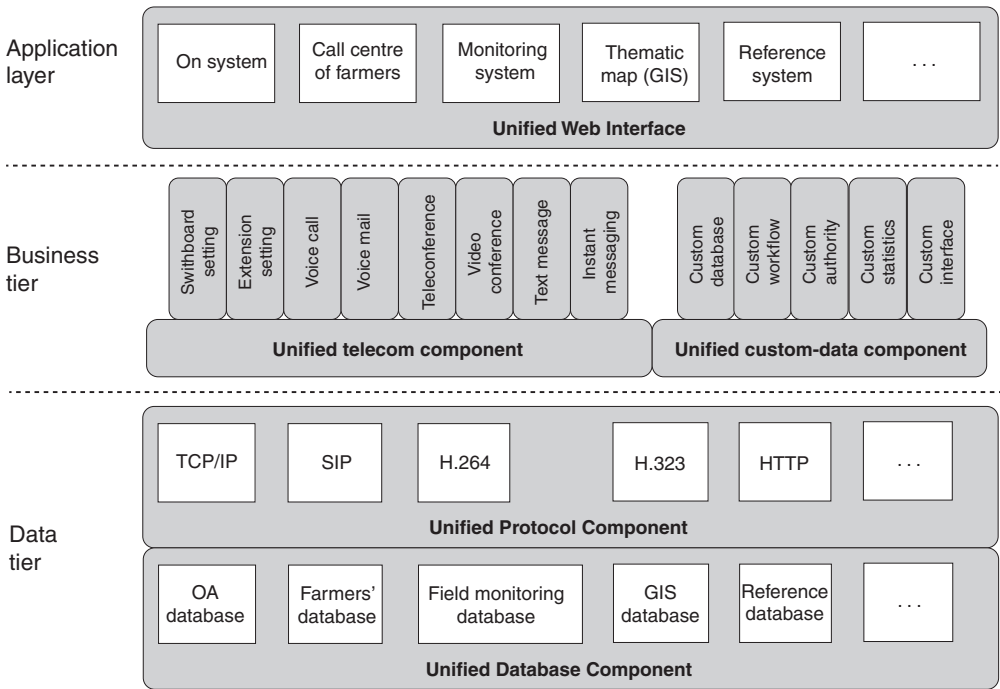 Application
layer
On system
Call centre
of farmers
Monitoring
system
Thematic
map (GIS)
Reference
system
...
Unified Web Interface
Business
tier
Swithboard
setting
Extension
setting
Voice call
Voice mail
Teleconference
Video
conference
Text message
Instant
messaging
Custom
database
Custom
workflow
Custom
authority
Custom
statistics
Custom
interface
Unified telecom component
Unified custom-data component
Data
tier
TCP/IP
SIP
H.264
H.323
HTTP
...
Unified Protocol Component
OA
database
Farmers'
database
Field monitoring
database
GIS
database
Reference
database
...
Unified Database Component